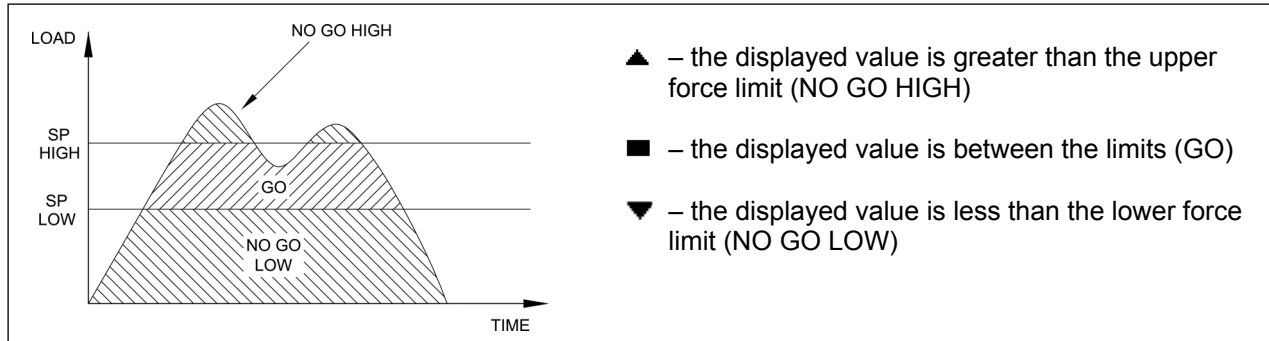 LOAD
NO GO HIGH
SP
HIGH
GO
SP
LOW
NO GO
LOW
TIME
▲ – the displayed value is greater than the upper
force limit (NO GO HIGH)
■ – the displayed value is between the limits (GO)
▼ – the displayed value is less than the lower force
limit (NO GO LOW)